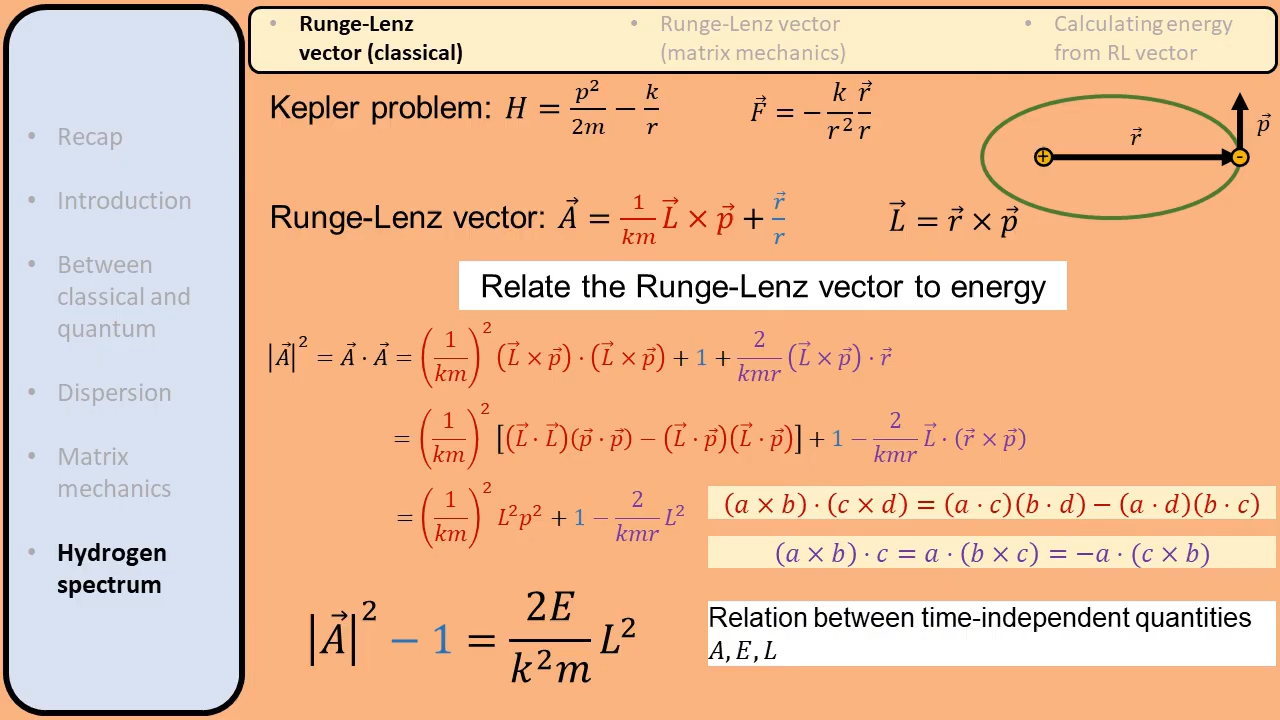 • Recap
• Introduction
• Between
classical and
quantum
• Dispersion
• Matrix
mechanics
• Hydrogen
spectrum
• Runge-Lenz
vector (classical)
• Runge-Lenz vector
(matrix mechanics)
• Calculating energy
from RL vector
Kepler problem: H = p²/2m − k/r    F⃗ = − k/r² r⃗/r
r⃗
p⃗
+
-
Runge-Lenz vector: A⃗ = 1/km L⃗ × p⃗ + r⃗/r    L⃗ = r⃗ × p⃗
Relate the Runge-Lenz vector to energy
|A⃗|² = A⃗ · A⃗ = (1/km)² (L⃗ × p⃗) · (L⃗ × p⃗) + 1 + 2/kmr (L⃗ × p⃗) · r⃗
= (1/km)² [(L⃗ · L⃗)(p⃗ · p⃗) − (L⃗ · p⃗)(L⃗ · p⃗)] + 1 − 2/kmr L⃗ · (r⃗ × p⃗)
= (1/km)² L²p² + 1 − 2/kmr L²
(a × b) · (c × d) = (a · c)(b · d) − (a · d)(b · c)
(a × b) · c = a · (b × c) = −a · (c × b)
|A⃗|² − 1 = 2E/k²m L²
Relation between time-independent quantities
A, E, L